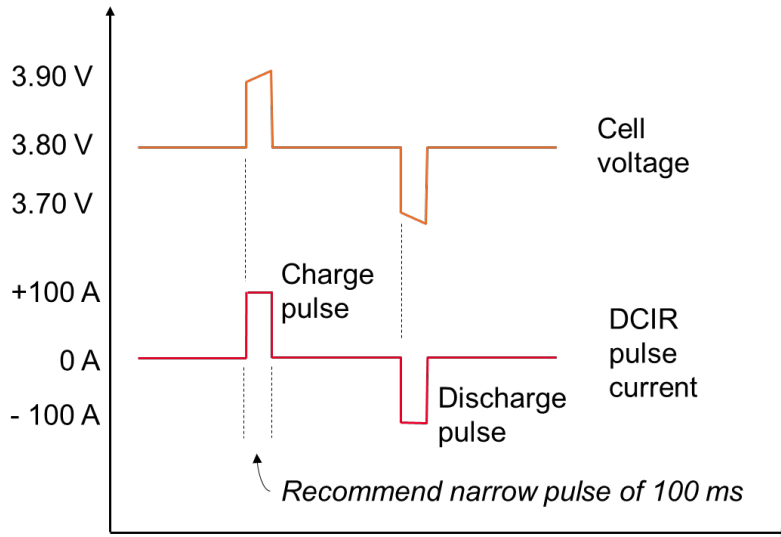 3.90 V
3.80 V
Cell
voltage
3.70 V
Charge
pulse
+100 A
DCIR
pulse
current
0 A
- 100 A
Discharge
pulse
Recommend narrow pulse of 100 ms